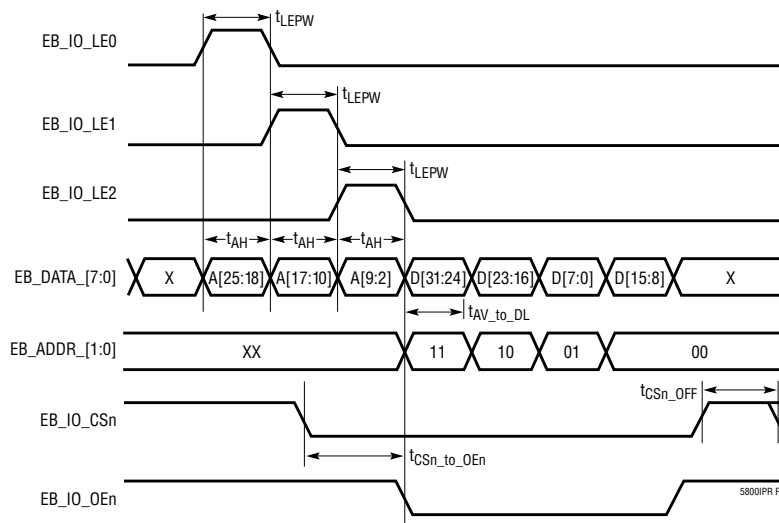 tLEPW
EB_IO_LE0
tLEPW
EB_IO_LE1
tLEPW
EB_IO_LE2
tAH tAH tAH
EB_DATA_[7:0] X A[25:18] A[17:10] A[9:2] D[31:24] D[23:16] D[7:0] D[15:8] X
tAV_to_DL
EB_ADDR_[1:0] XX 11 10 01 00
tCSn_OFF
EB_IO_CSn
tCSn_to_OEn
EB_IO_OEn
5800IPR F